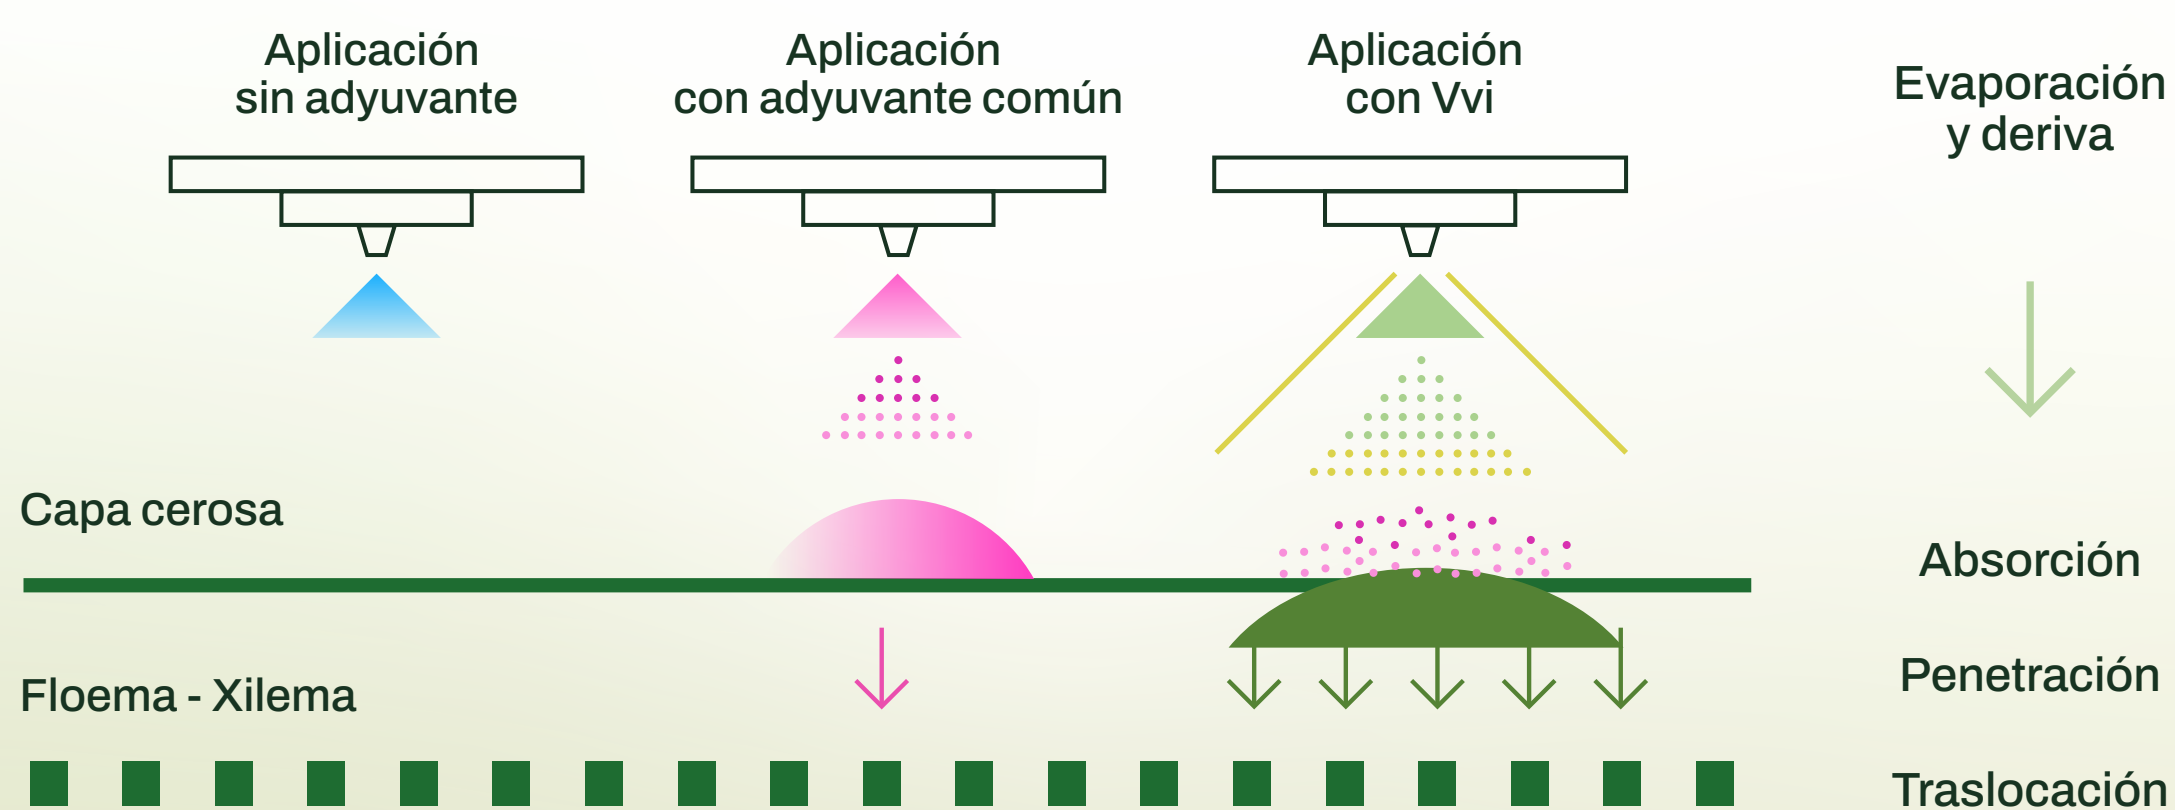 Aplicación
sin adyuvante
Aplicación
con adyuvante común
Aplicación
con Vvi
Evaporación
y deriva
Capa cerosa
Absorción
Penetración
Floema - Xilema
Traslocación